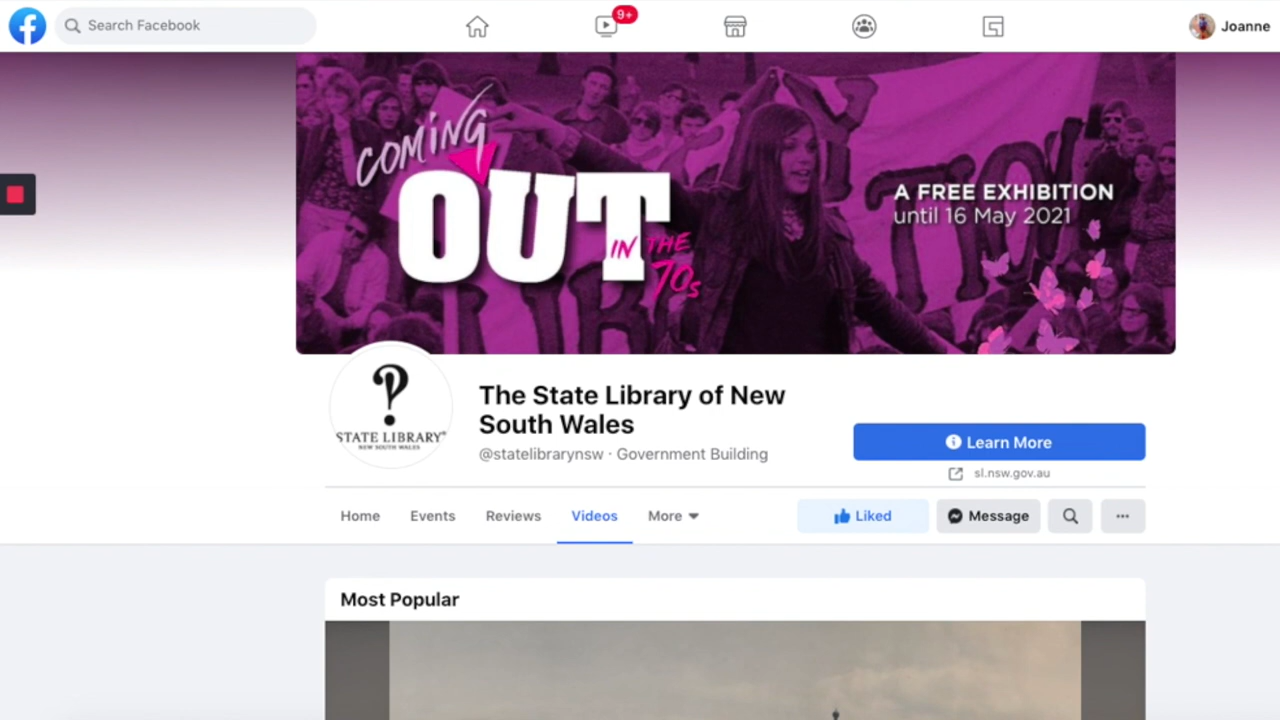 Search Facebook
9+
Joanne
COMING
OUT
IN THE
70s
A FREE EXHIBITION
until 16 May 2021
STATE LIBRARY®
NEW SOUTH WALES
The State Library of New
South Wales
@statelibrarynsw · Government Building
Learn More
sl.nsw.gov.au
Home Events Reviews Videos More
Liked Message
Most Popular